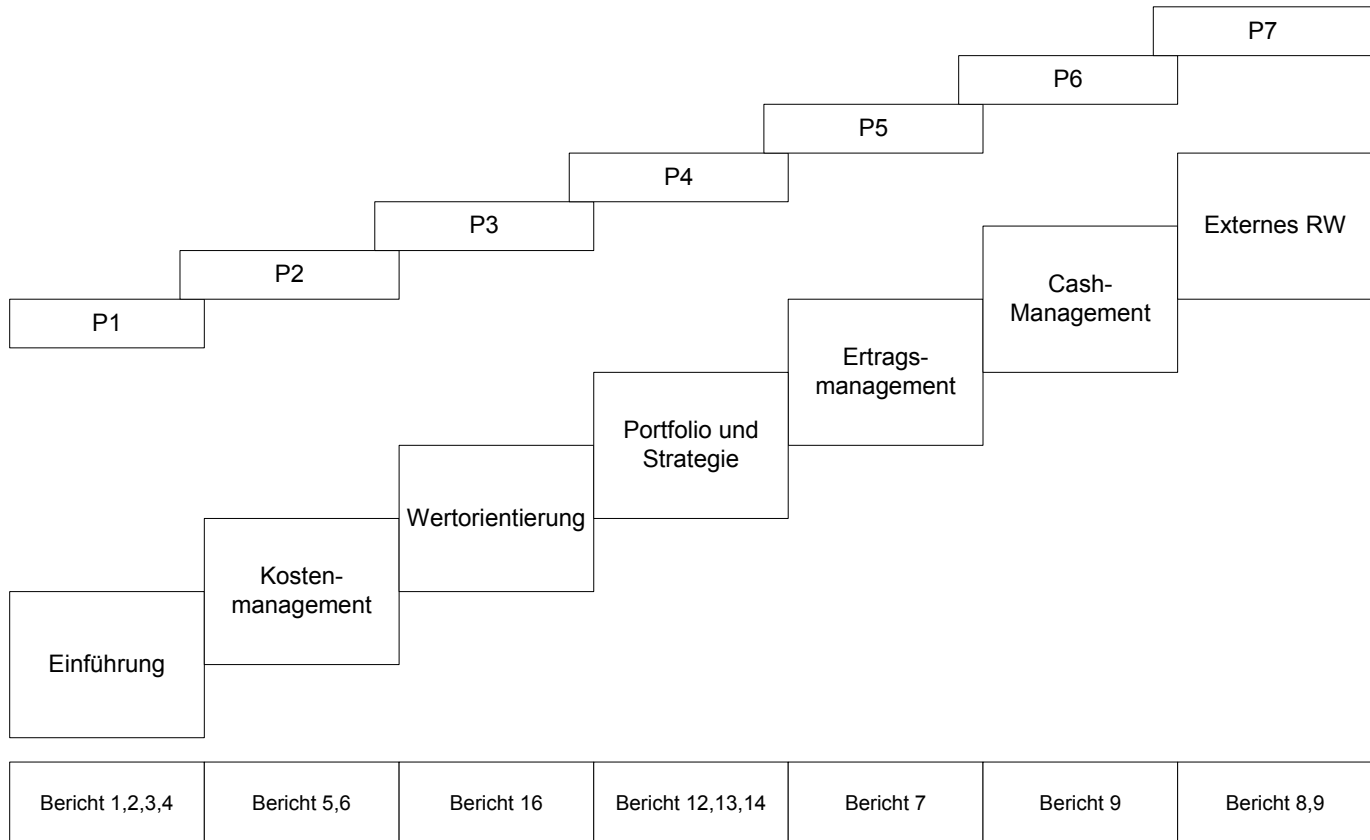 P7
P6
P5
P4
P3
P2
P1
Externes RW
Cash-
Management
Ertrags-
management
Portfolio und
Strategie
Wertorientierung
Kosten-
management
Einführung
Bericht 1,2,3,4
Bericht 5,6
Bericht 16
Bericht 12,13,14
Bericht 7
Bericht 9
Bericht 8,9